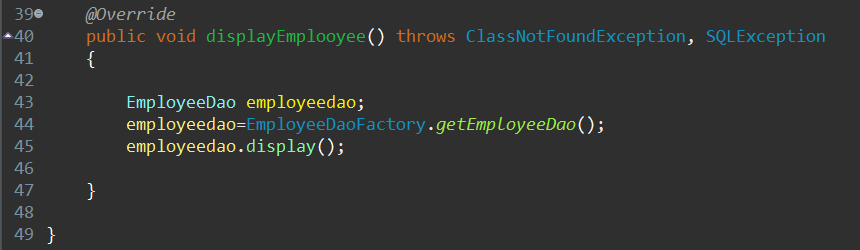 39 @Override
40 public void displayEmplooyee() throws ClassNotFoundException, SQLException
41 {
42
43 EmployeeDao employeedao;
44 employeedao=EmployeeDaoFactory.getEmployeeDao();
45 employeedao.display();
46
47 }
48
49 }